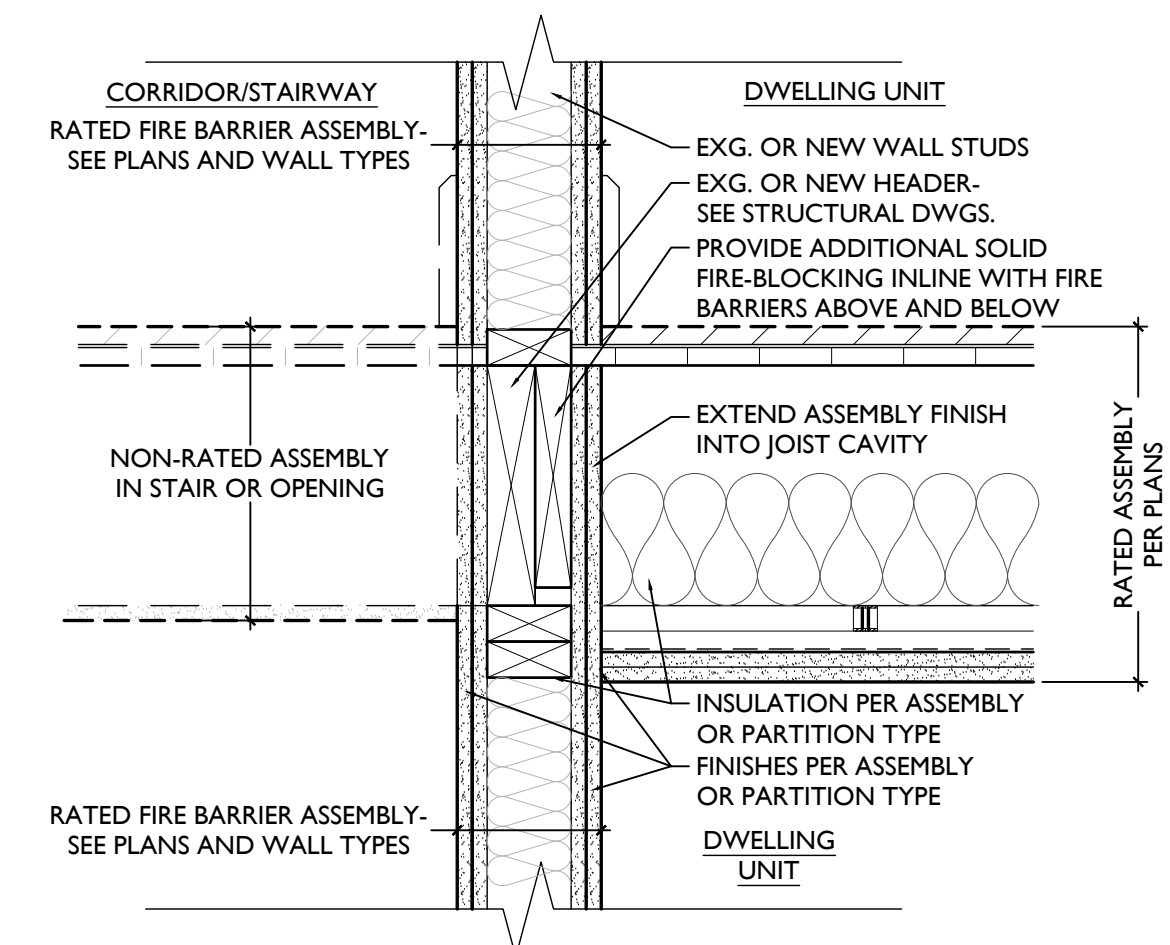 CORRIDOR/STAIRWAY
RATED FIRE BARRIER ASSEMBLY-
SEE PLANS AND WALL TYPES
DWELLING UNIT
EXG. OR NEW WALL STUDS
EXG. OR NEW HEADER-
SEE STRUCTURAL DWGS.
PROVIDE ADDITIONAL SOLID
FIRE-BLOCKING INLINE WITH FIRE
BARRIERS ABOVE AND BELOW
EXTEND ASSEMBLY FINISH
INTO JOIST CAVITY
NON-RATED ASSEMBLY
IN STAIR OR OPENING
RATED ASSEMBLY
PER PLANS
INSULATION PER ASSEMBLY
OR PARTITION TYPE
FINISHES PER ASSEMBLY
OR PARTITION TYPE
RATED FIRE BARRIER ASSEMBLY-
SEE PLANS AND WALL TYPES
DWELLING
UNIT